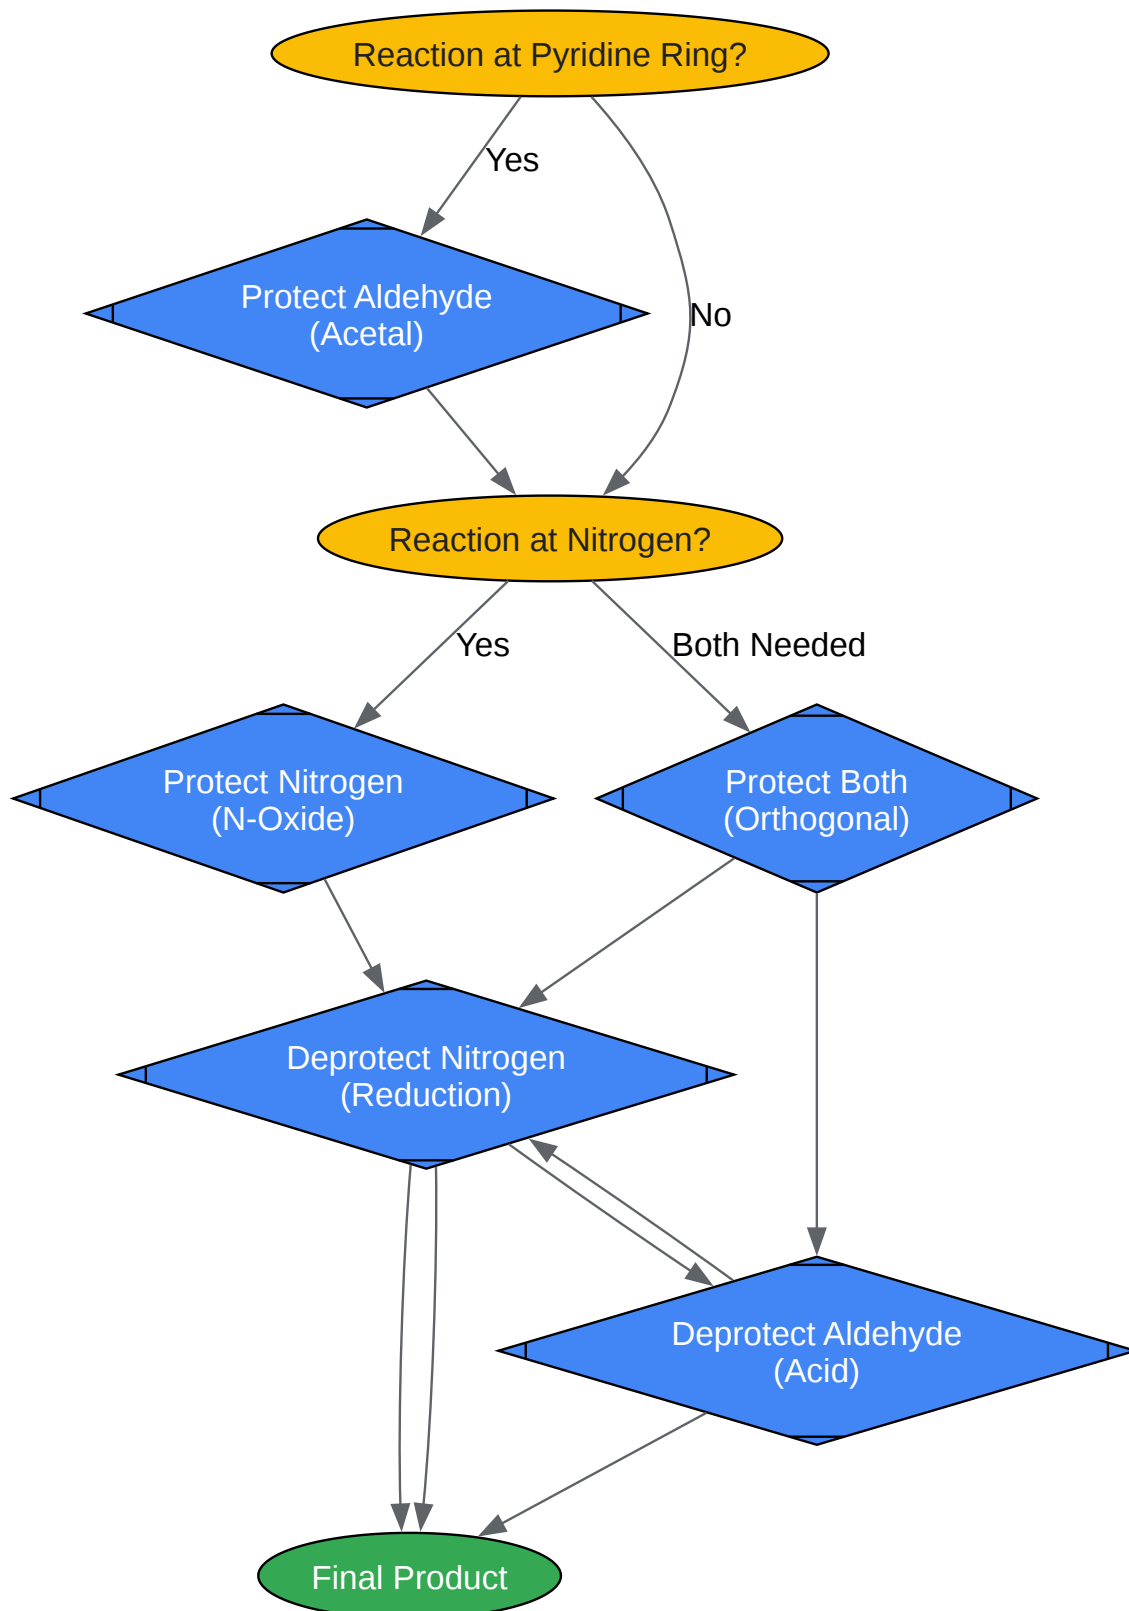 Reaction at Pyridine Ring?
Yes
Protect Aldehyde
(Acetal)
No
Reaction at Nitrogen?
Yes
Both Needed
Protect Nitrogen
(N-Oxide)
Protect Both
(Orthogonal)
Deprotect Nitrogen
(Reduction)
Deprotect Aldehyde
(Acid)
Final Product